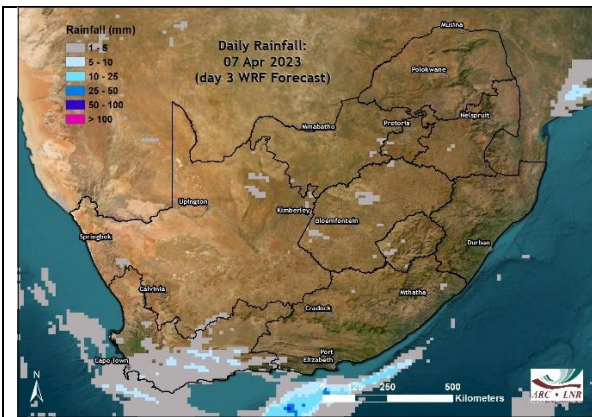 Rainfall (mm)
1 - 5
5 - 10
10 - 25
25 - 50
50 - 100
> 100
Daily Rainfall:
07 Apr 2023
(day 3 WRF Forecast)
Musina
Polokwane
Nelspruit
Pretoria
Mmabatho
Upington
Kimberley
Bloemfontein
Springbok
Durban
Calvinia
Mthatha
Cradock
Cape Town
Port
Elizabeth
N
0
125
250
500
Kilometers
ARC • LNR